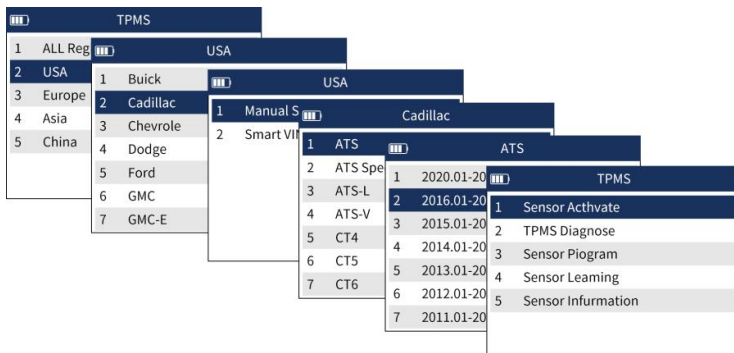 TPMS
1 ALL Reg
2 USA
3 Europe
4 Asia
5 China
USA
1 Buick
2 Cadillac
3 Chevrole
4 Dodge
5 Ford
6 GMC
7 GMC-E
USA
1 Manual S
2 Smart VI
Cadillac
1 ATS
2 ATS Spe
3 ATS-L
4 ATS-V
5 CT4
6 CT5
7 CT6
ATS
1 2020.01-20
2 2016.01-20
3 2015.01-20
4 2014.01-20
5 2013.01-20
6 2012.01-20
7 2011.01-20
TPMS
1 Sensor Acthvate
2 TPMS Diagnose
3 Sensor Piogram
4 Sensor Leaming
5 Sensor Infurmation